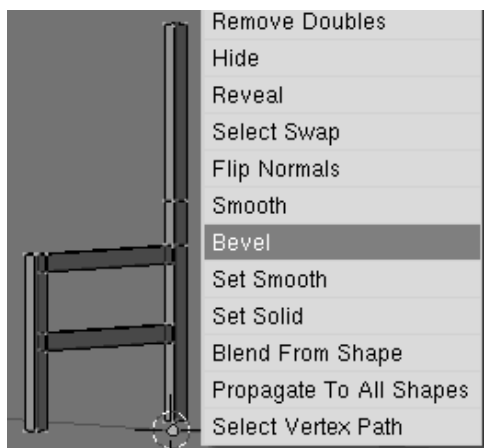 Remove Doubles
Hide
Reveal
Select Swap
Flip Normals
Smooth
Bevel
Set Smooth
Set Solid
Blend From Shape
Propagate To All Shapes
Select Vertex Path